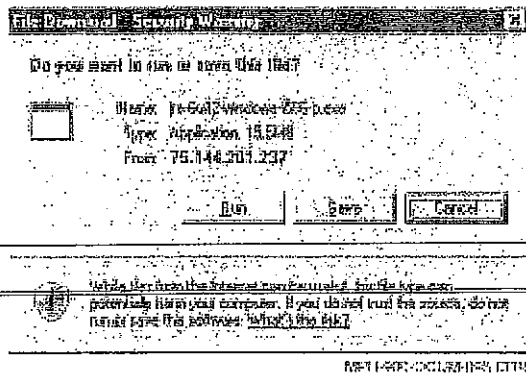 File Download - Security Warning
Do you want to run or save this file?
Name:
Type: Application, 15.
From: 75.144.201.237
Run Save Cancel
While files from the Internet can be useful, this file type can
potentially harm your computer. If you do not trust the source, do not
run or save this software. What's the risk?